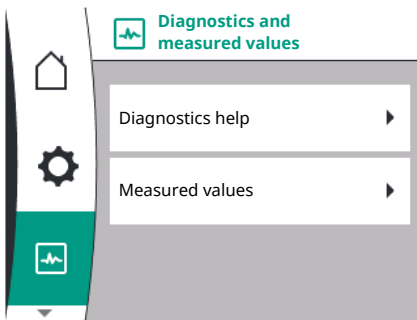 Diagnostics and
measured values
Diagnostics help
Measured values